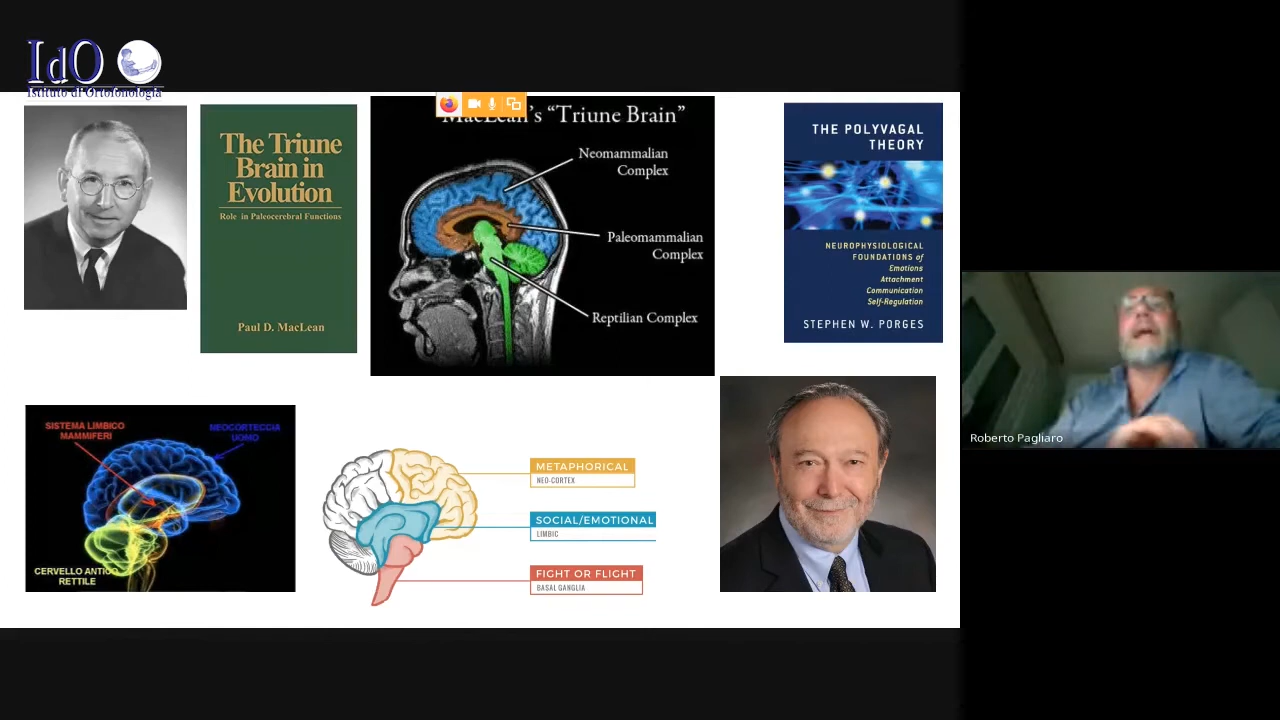 IdO
Istituto di Ortofonologia
The Triune
Brain in
Evolution
Role in Paleocerebral Functions
Paul D. MacLean
MacLean's “Triune Brain”
Neomammalian
Complex
Paleomammalian
Complex
Reptilian Complex
THE POLYVAGAL
THEORY
NEUROPHYSIOLOGICAL
FOUNDATIONS of
Emotions
Attachment
Communication
Self-Regulation
STEPHEN W. PORGES
Roberto Pagliaro
SISTEMA LIMBICO
MAMMIFERI
NEOCORTECCIA
UOMO
CERVELLO ANTICO
RETTILE
METAPHORICAL
NEO-CORTEX
SOCIAL/EMOTIONAL
LIMBIC
FIGHT OR FLIGHT
BASAL GANGLIA